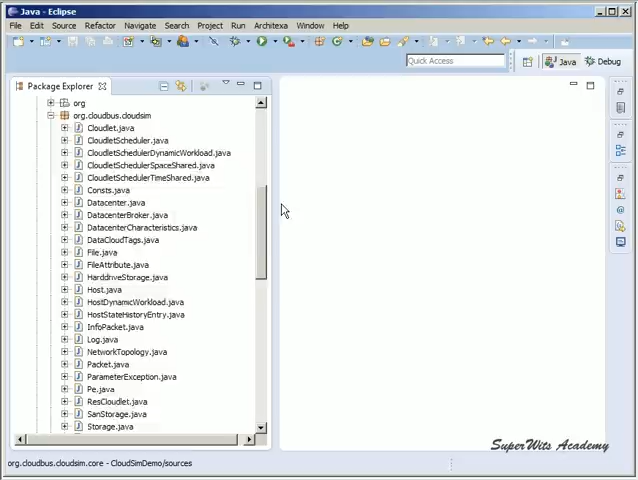 Java - Eclipse
File Edit Source Refactor Navigate Search Project Run Architexa Window Help
Quick Access
Java
Debug
Package Explorer
org
org.cloudbus.cloudsim
Cloudlet.java
CloudletScheduler.java
CloudletSchedulerDynamicWorkload.java
CloudletSchedulerSpaceShared.java
CloudletSchedulerTimeShared.java
Consts.java
Datacenter.java
DatacenterBroker.java
DatacenterCharacteristics.java
DataCloudTags.java
File.java
FileAttribute.java
HarddriveStorage.java
Host.java
HostDynamicWorkload.java
HostStateHistoryEntry.java
InfoPacket.java
Log.java
NetworkTopology.java
Packet.java
ParameterException.java
Pe.java
ResCloudlet.java
SanStorage.java
Storage.java
SuperWits Academy
org.cloudbus.cloudsim.core - CloudSimDemo/sources